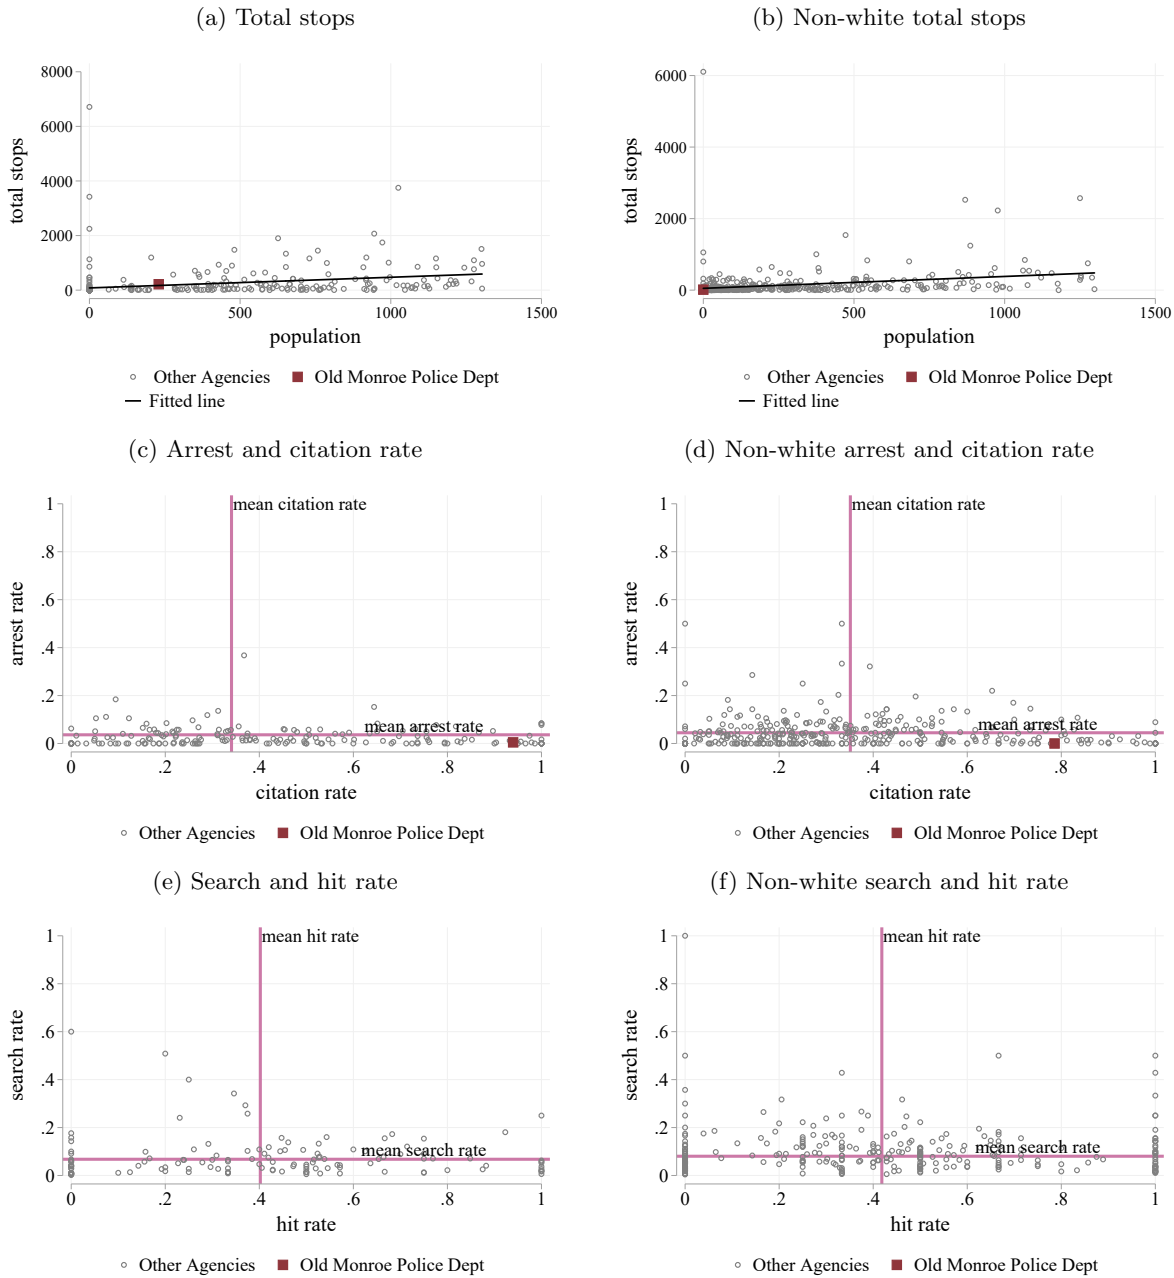 (a) Total stops
(b) Non-white total stops
8000
6000
4000
2000
0
total stops
0
500
1000
1500
population
Other Agencies
Old Monroe Police Dept
Fitted line
6000
4000
2000
0
total stops
0
500
1000
1500
population
Other Agencies
Old Monroe Police Dept
Fitted line
(c) Arrest and citation rate
(d) Non-white arrest and citation rate
1
.8
.6
.4
.2
0
arrest rate
mean citation rate
mean arrest rate
0
.2
.4
.6
.8
1
citation rate
Other Agencies
Old Monroe Police Dept
1
.8
.6
.4
.2
0
arrest rate
mean citation rate
mean arrest rate
0
.2
.4
.6
.8
1
citation rate
Other Agencies
Old Monroe Police Dept
(e) Search and hit rate
(f) Non-white search and hit rate
1
.8
.6
.4
.2
0
search rate
mean hit rate
mean search rate
0
.2
.4
.6
.8
1
hit rate
Other Agencies
Old Monroe Police Dept
1
.8
.6
.4
.2
0
search rate
mean hit rate
mean search rate
0
.2
.4
.6
.8
1
hit rate
Other Agencies
Old Monroe Police Dept